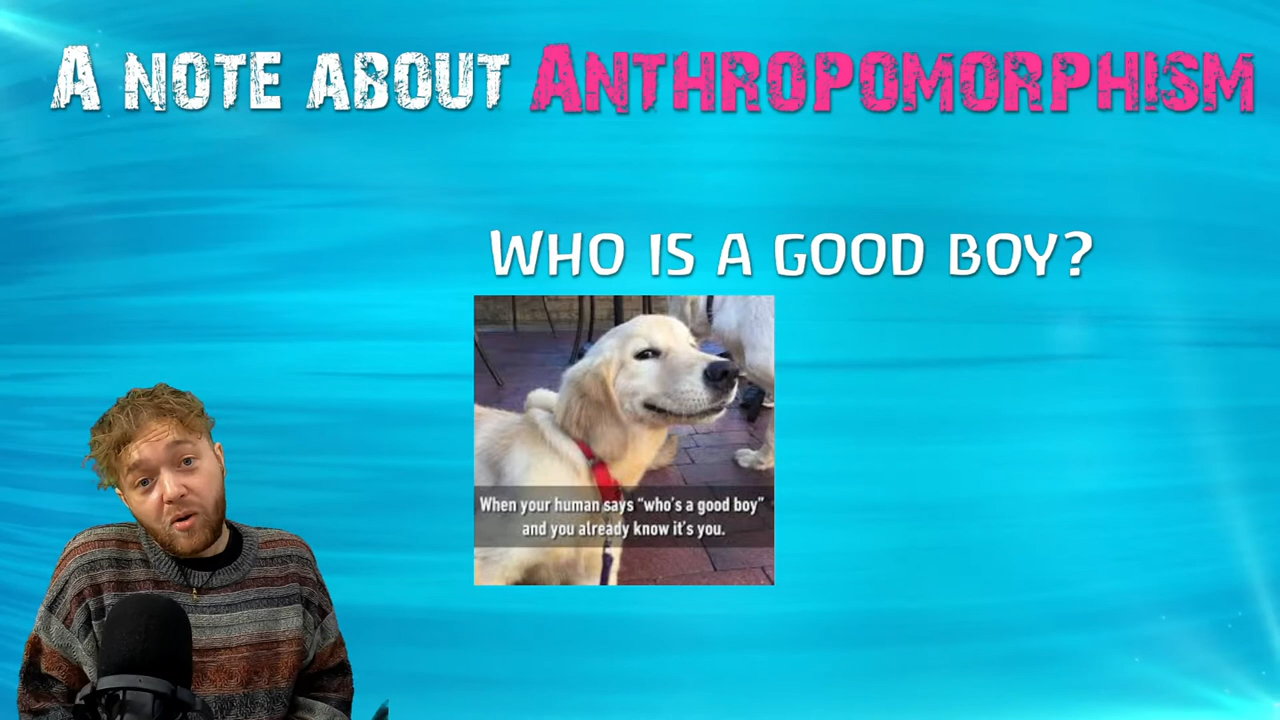 A NOTE ABOUT ANTHROPOMORPHISM
WHO IS A GOOD BOY?
When your human says "who's a good boy"
and you already know it's you.